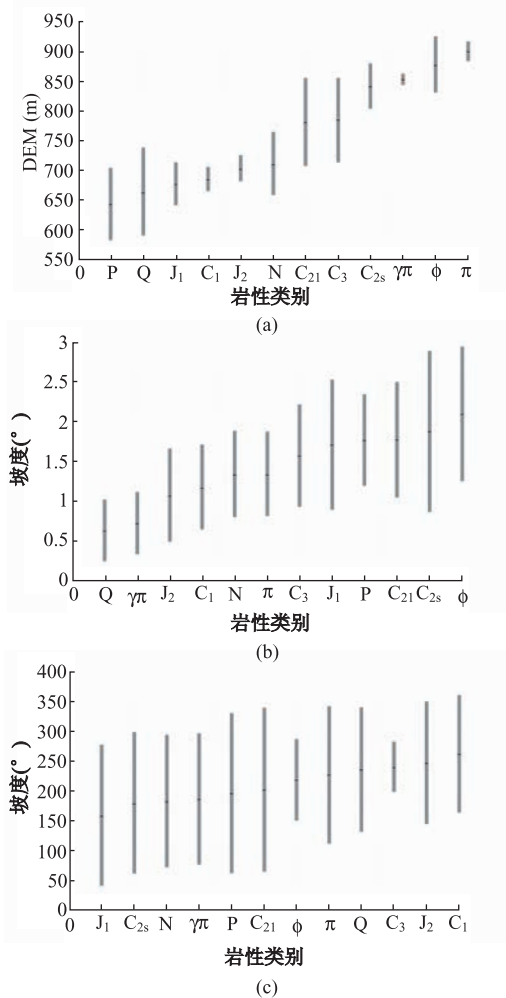 950
900
850
800
750
700
650
600
550
DEM (m)
0 P Q J₁ C₁ J₂ N C₂₁ C₃ C₂ₛ γπ ϕ π
岩性类别
(a)
3
2.5
2
1.5
1
0.5
0
坡度(°)
0 Q γπ J₂ C₁ N π C₃ J₁ P C₂₁ C₂ₛ ϕ
岩性类别
(b)
400
350
300
250
200
150
100
50
0
坡度(°)
0 J₁ C₂ₛ N γπ P C₂₁ ϕ π Q C₃ J₂ C₁
岩性类别
(c)